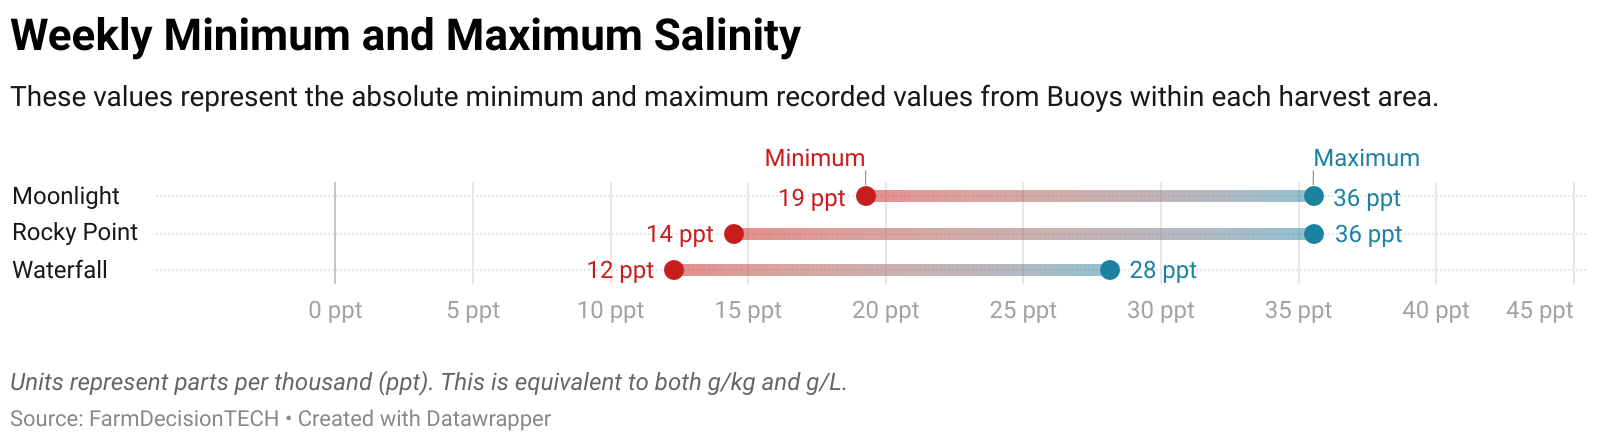 Weekly Minimum and Maximum Salinity
These values represent the absolute minimum and maximum recorded values from Buoys within each harvest area.
Minimum Maximum
Moonlight 19 ppt 36 ppt
Rocky Point 14 ppt 36 ppt
Waterfall 12 ppt 28 ppt
0 ppt 5 ppt 10 ppt 15 ppt 20 ppt 25 ppt 30 ppt 35 ppt 40 ppt 45 ppt
Units represent parts per thousand (ppt). This is equivalent to both g/kg and g/L.
Source: FarmDecisionTECH • Created with Datawrapper